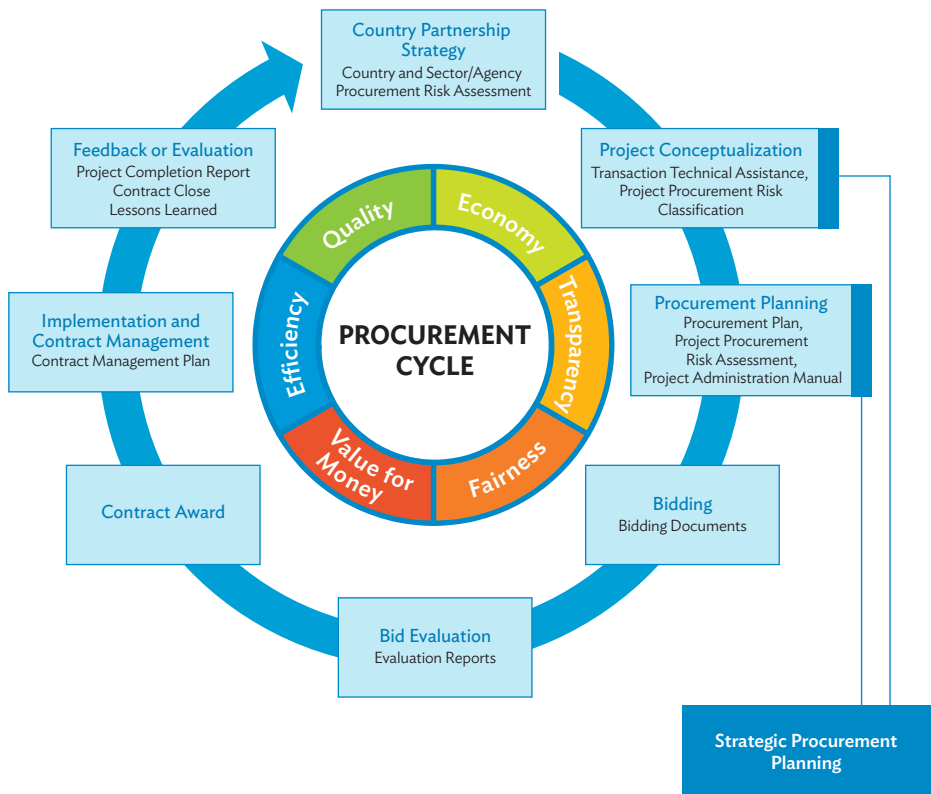 Country Partnership
Strategy
Country and Sector/Agency
Procurement Risk Assessment
Project Conceptualization
Transaction Technical Assistance,
Project Procurement Risk
Classification
Procurement Planning
Procurement Plan,
Project Procurement
Risk Assessment,
Project Administration Manual
Bidding
Bidding Documents
Bid Evaluation
Evaluation Reports
Contract Award
Implementation and
Contract Management
Contract Management Plan
Feedback or Evaluation
Project Completion Report
Contract Close
Lessons Learned
PROCUREMENT
CYCLE
Quality
Economy
Transparency
Fairness
Value for
Money
Efficiency
Strategic Procurement
Planning